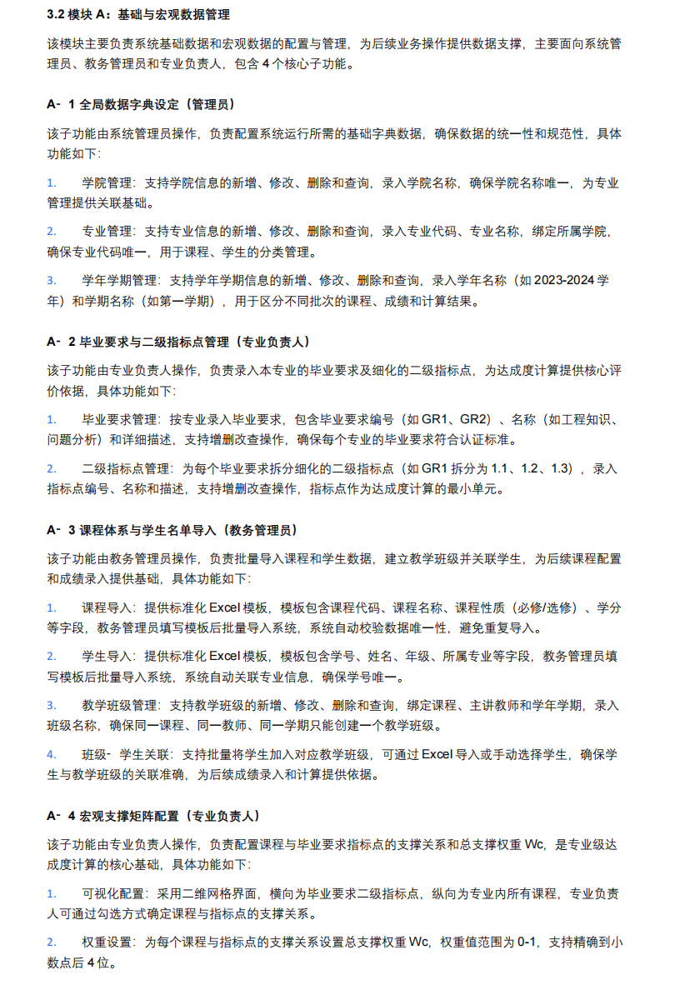 3.2 模块 A：基础与宏观数据管理
该模块主要负责系统基础数据和宏观数据的配置与管理，为后续业务操作提供数据支撑，主要面向系统管
理员、教务管理员和专业负责人，包含 4 个核心子功能。
A- 1 全局数据字典设定（管理员）
该子功能由系统管理员操作，负责配置系统运行所需的基础字典数据，确保数据的统一性和规范性，具体
功能如下：
1. 学院管理：支持学院信息的新增、修改、删除和查询，录入学院名称，确保学院名称唯一，为专业
管理提供关联基础。
2. 专业管理：支持专业信息的新增、修改、删除和查询，录入专业代码、专业名称，绑定所属学院，
确保专业代码唯一，用于课程、学生的分类管理。
3. 学年学期管理：支持学年学期信息的新增、修改、删除和查询，录入学年名称（如 2023-2024 学
年）和学期名称（如第一学期），用于区分不同批次的课程、成绩和计算结果。
A- 2 毕业要求与二级指标点管理（专业负责人）
该子功能由专业负责人操作，负责录入本专业的毕业要求及细化的二级指标点，为达成度计算提供核心评
价依据，具体功能如下：
1. 毕业要求管理：按专业录入毕业要求，包含毕业要求编号（如 GR1、GR2）、名称（如工程知识、
问题分析）和详细描述，支持增删改查操作，确保每个专业的毕业要求符合认证标准。
2. 二级指标点管理：为每个毕业要求拆分细化的二级指标点（如 GR1 拆分为 1.1、1.2、1.3），录入
指标点编号、名称和描述，支持增删改查操作，指标点作为达成度计算的最小单元。
A- 3 课程体系与学生名单导入（教务管理员）
该子功能由教务管理员操作，负责批量导入课程和学生数据，建立教学班级并关联学生，为后续课程配置
和成绩录入提供基础，具体功能如下：
1. 课程导入：提供标准化 Excel 模板，模板包含课程代码、课程名称、课程性质（必修/选修）、学分
等字段，教务管理员填写模板后批量导入系统，系统自动校验数据唯一性，避免重复导入。
2. 学生导入：提供标准化 Excel 模板，模板包含学号、姓名、年级、所属专业等字段，教务管理员填
写模板后批量导入系统，系统自动关联专业信息，确保学号唯一。
3. 教学班级管理：支持教学班级的新增、修改、删除和查询，绑定课程、主讲教师和学年学期，录入
班级名称，确保同一课程、同一教师、同一学期只能创建一个教学班级。
4. 班级- 学生关联：支持批量将学生加入对应教学班级，可通过 Excel 导入或手动选择学生，确保学
生与教学班级的关联准确，为后续成绩录入和计算提供依据。
A- 4 宏观支撑矩阵配置（专业负责人）
该子功能由专业负责人操作，负责配置课程与毕业要求指标点的支撑关系和总支撑权重 Wc，是专业级达
成度计算的核心基础，具体功能如下：
1. 可视化配置：采用二维网格界面，横向为毕业要求二级指标点，纵向为专业内所有课程，专业负责
人可通过勾选方式确定课程与指标点的支撑关系。
2. 权重设置：为每个课程与指标点的支撑关系设置总支撑权重 Wc，权重值范围为 0-1，支持精确到小
数点后 4 位。